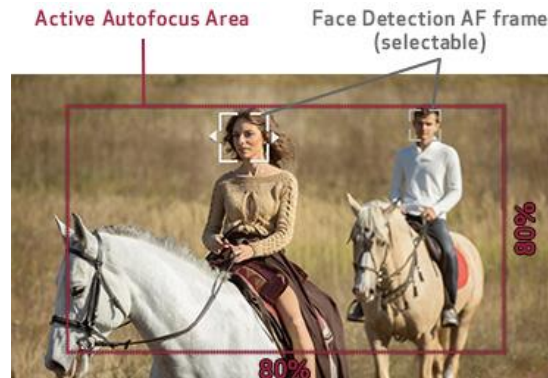 Active Autofocus Area
Face Detection AF frame
(selectable)
80%
80%